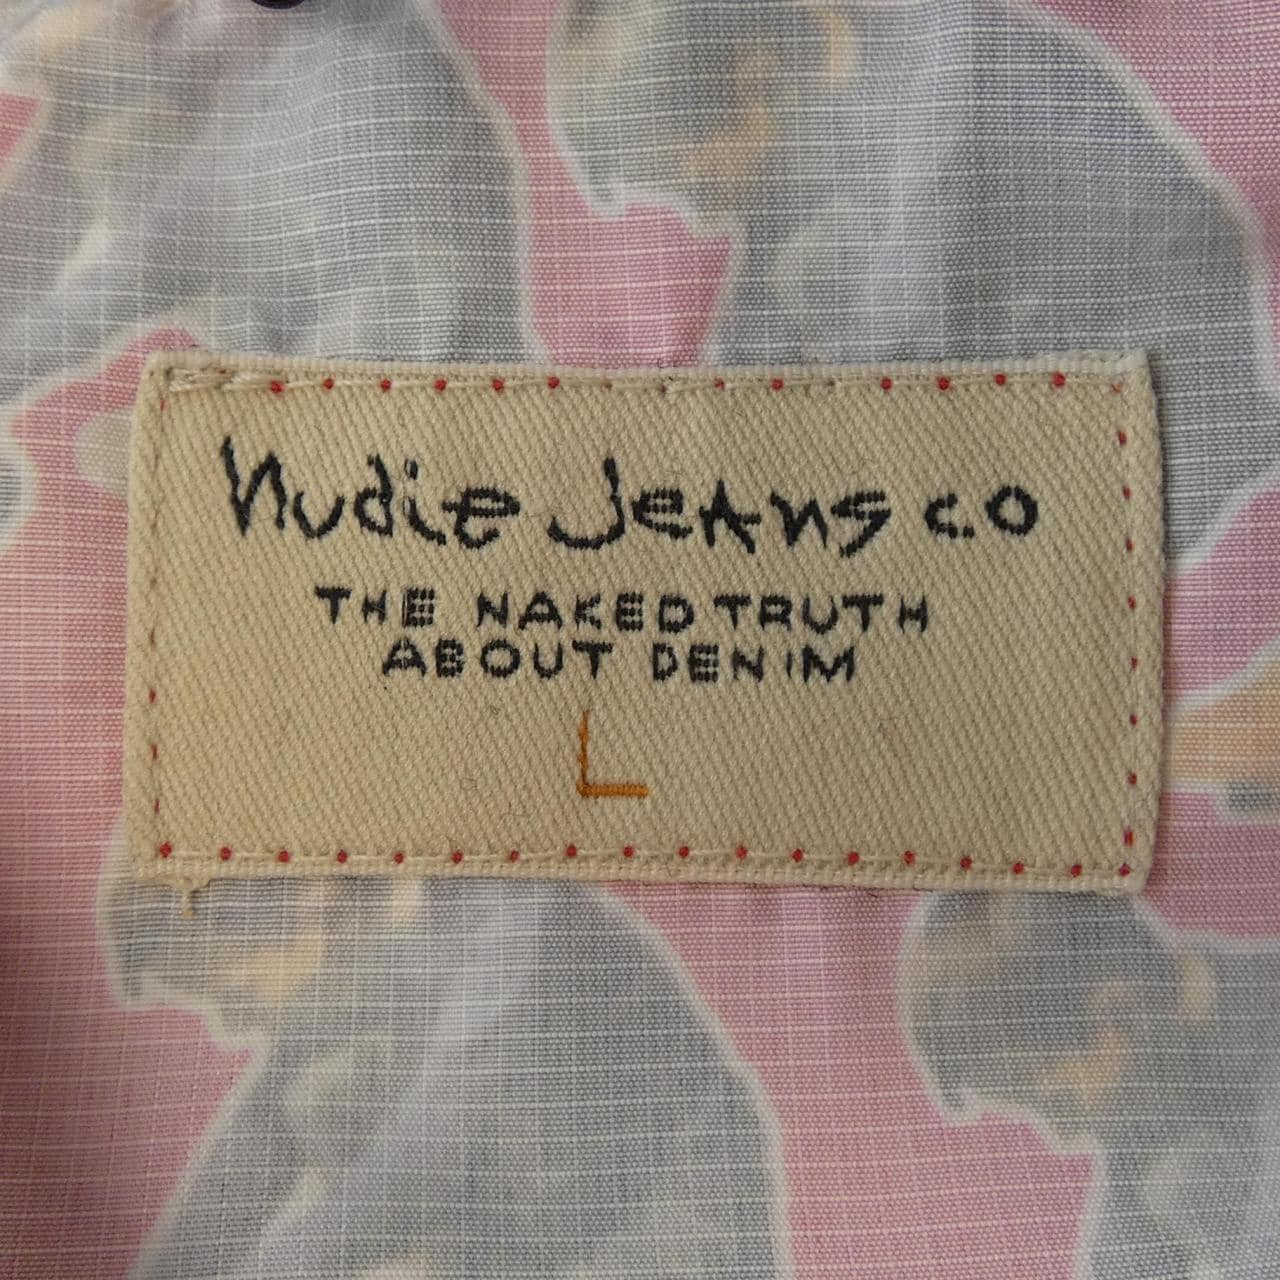 Nudie Jeans co
THE NAKED TRUTH
ABOUT DENIM
L